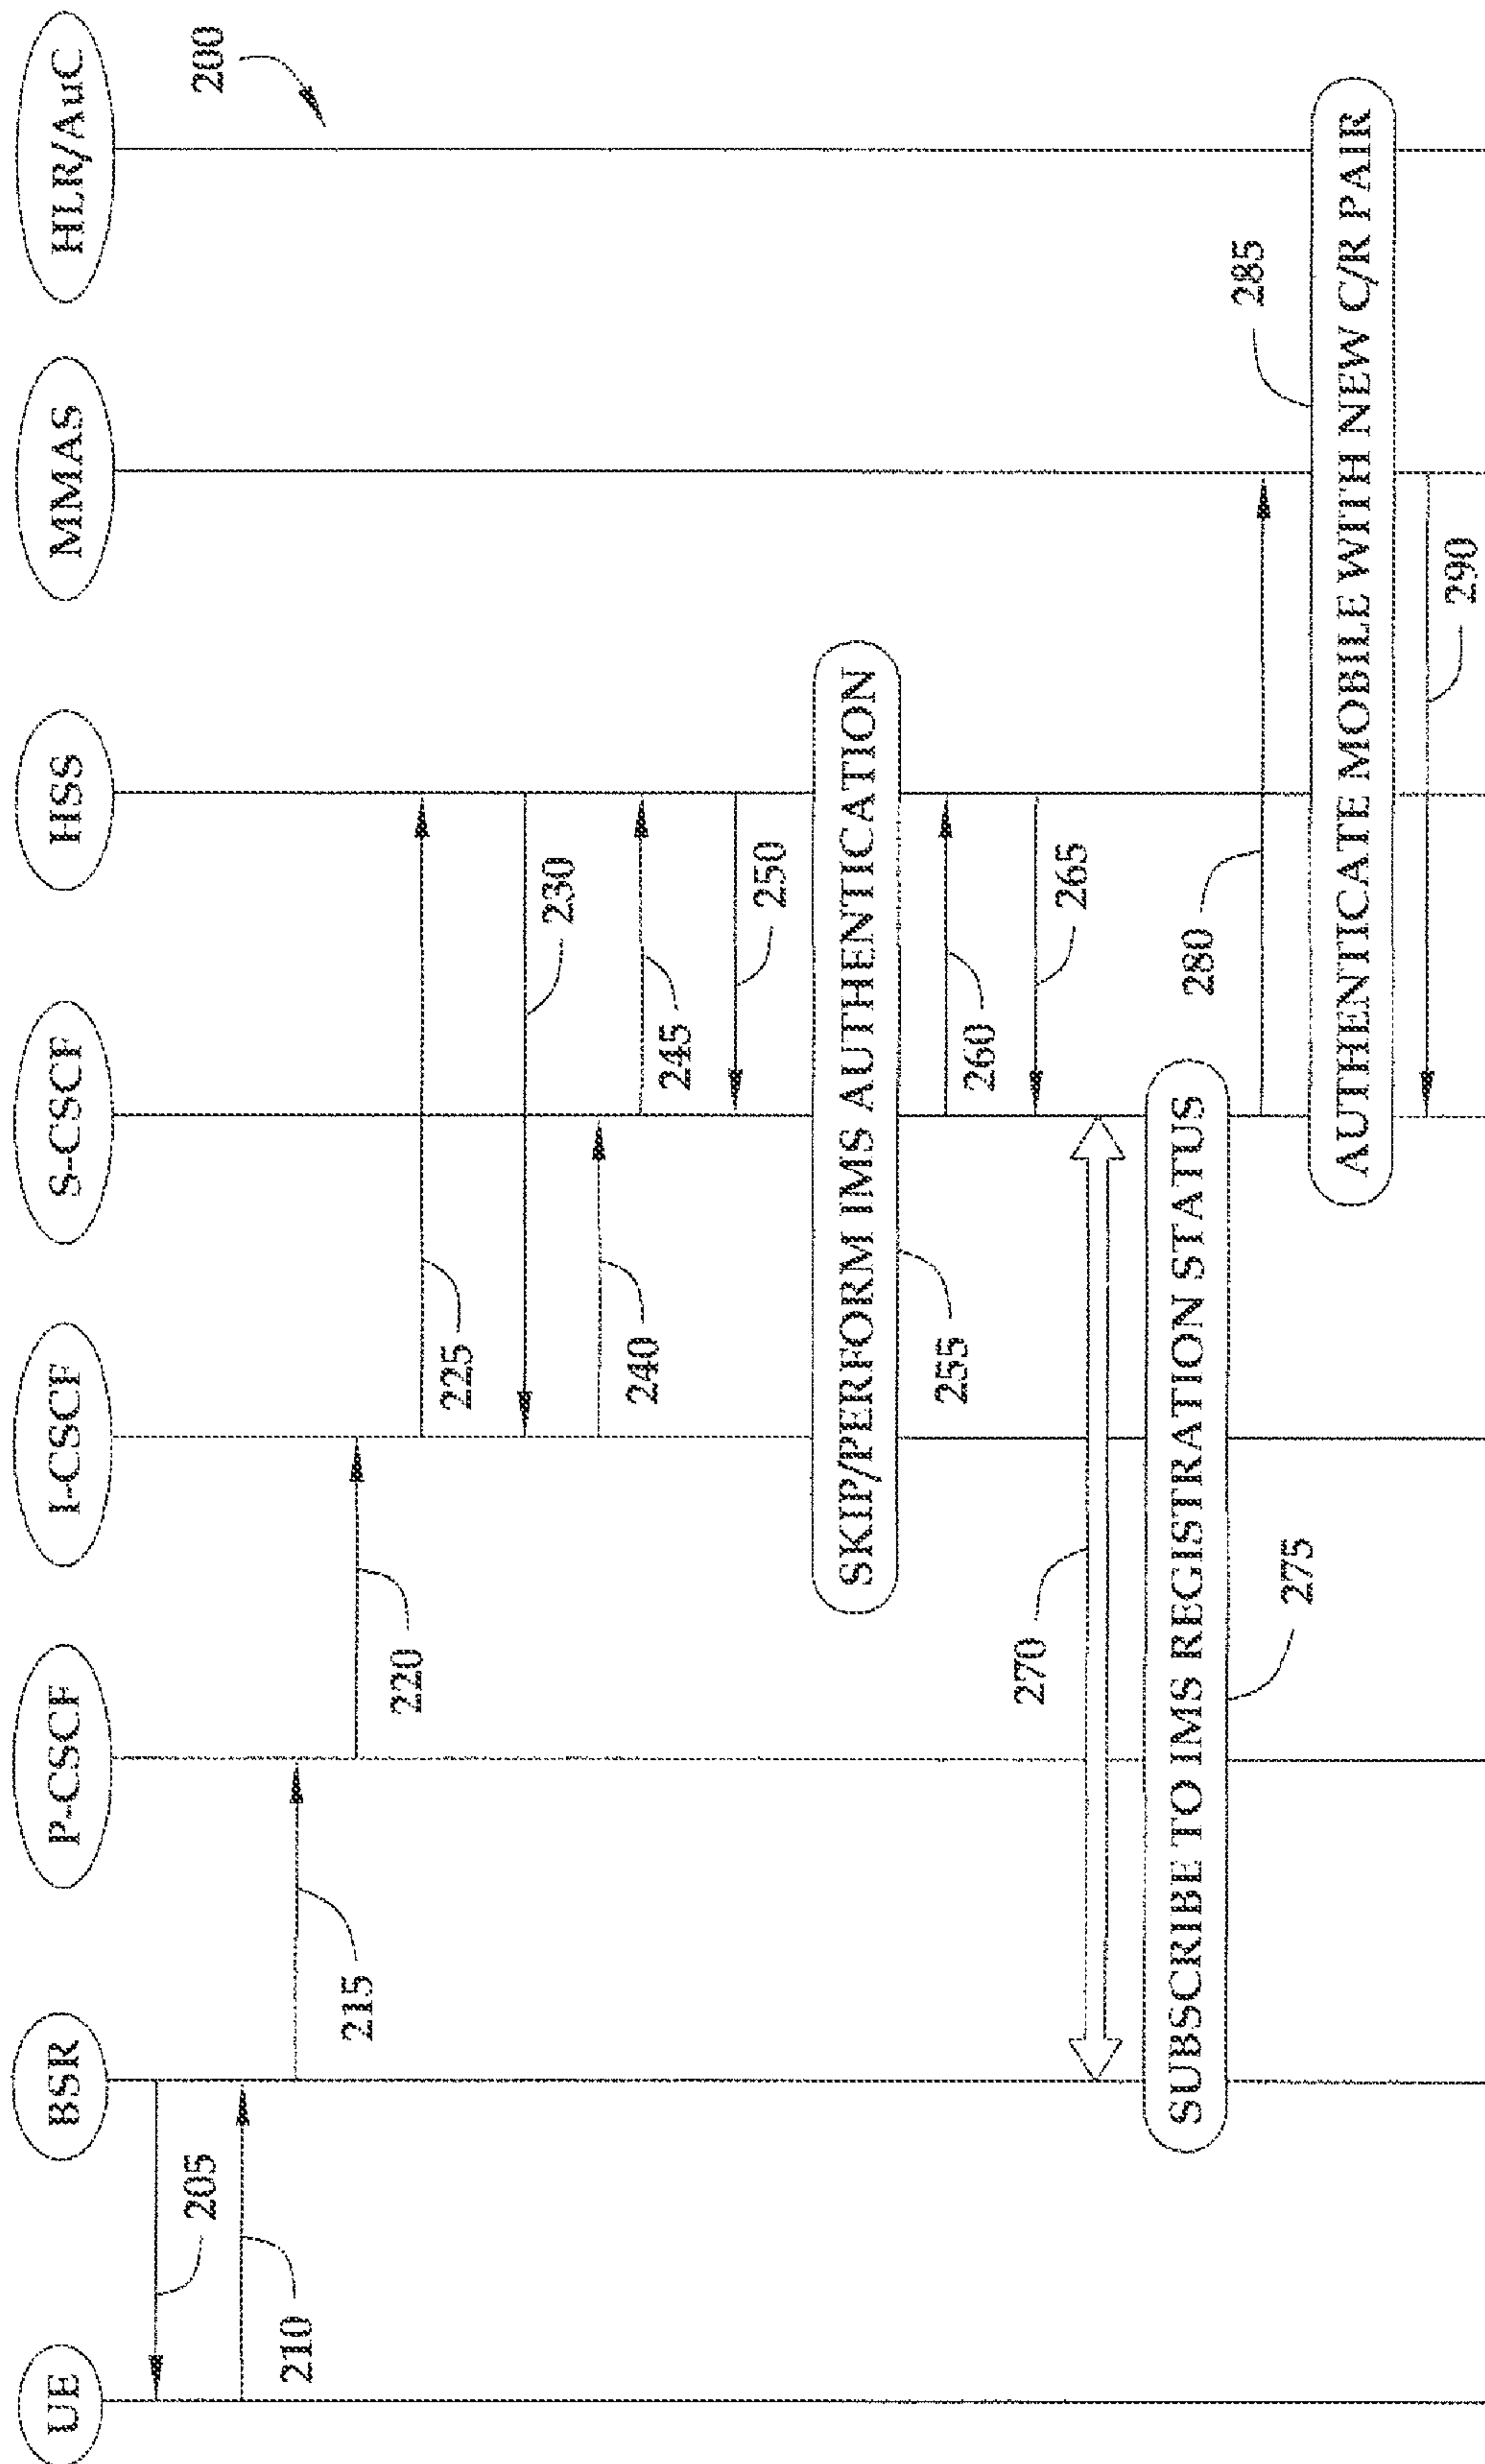 UE
BSR
P-CSCF
I-CSCF
S-CSCF
HSS
MMAS
HLR/AuC
200
205
210
215
220
225
230
240
245
250
SKIP/PERFORM IMS AUTHENTICATION
255
260
265
270
SUBSCRIBE TO IMS REGISTRATION STATUS
275
280
285
AUTHENTICATE MOBILE WITH NEW C/R PAIR
290